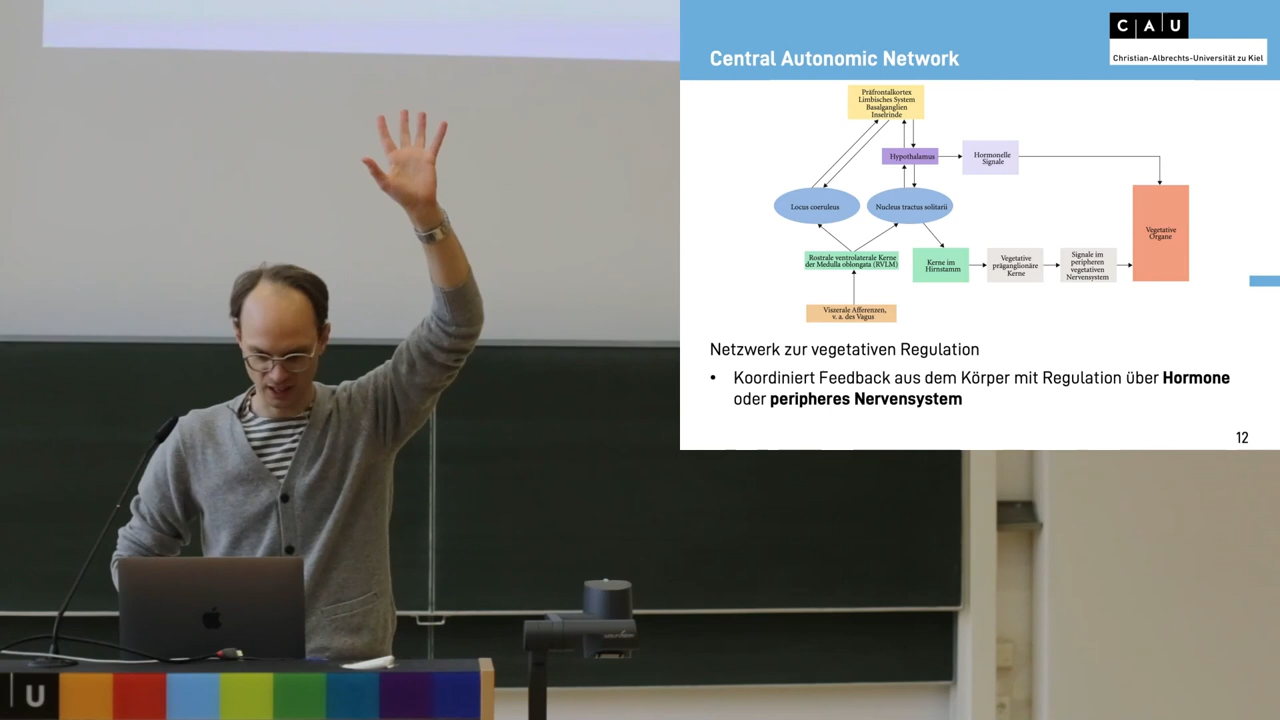 Central Autonomic Network
C A U
Christian-Albrechts-Universität zu Kiel
Präfrontalkortex
Limbisches System
Basalganglien
Inselrinde
Hypothalamus
Hormonelle
Signale
Locus coeruleus
Nucleus tractus solitarii
Vegetative
Organe
Rostrale ventrolaterale Kerne
der Medulla oblongata (RVLM)
Kerne im
Hirnstamm
Vegetative
präganglionäre
Kerne
Signale im
peripheren
vegetativen
Nervensystem
Viszerale Afferenzen,
v. a. des Vagus
Netzwerk zur vegetativen Regulation
• Koordiniert Feedback aus dem Körper mit Regulation über Hormone
oder peripheres Nervensystem
12
U